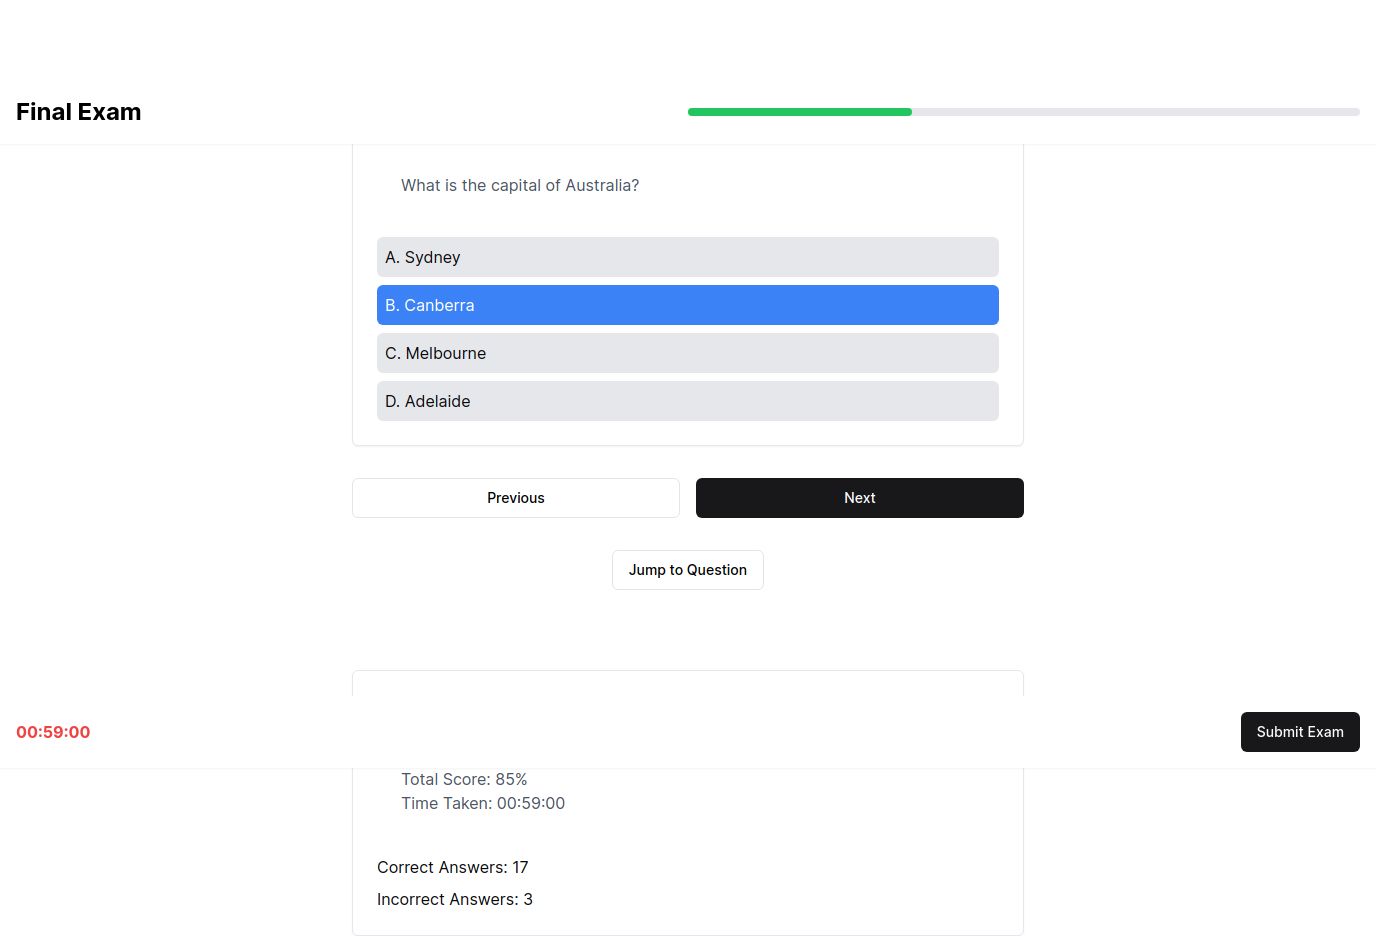 Final Exam
What is the capital of Australia?
A. Sydney
B. Canberra
C. Melbourne
D. Adelaide
Previous
Next
Jump to Question
00:59:00
Submit Exam
Total Score: 85%
Time Taken: 00:59:00
Correct Answers: 17
Incorrect Answers: 3